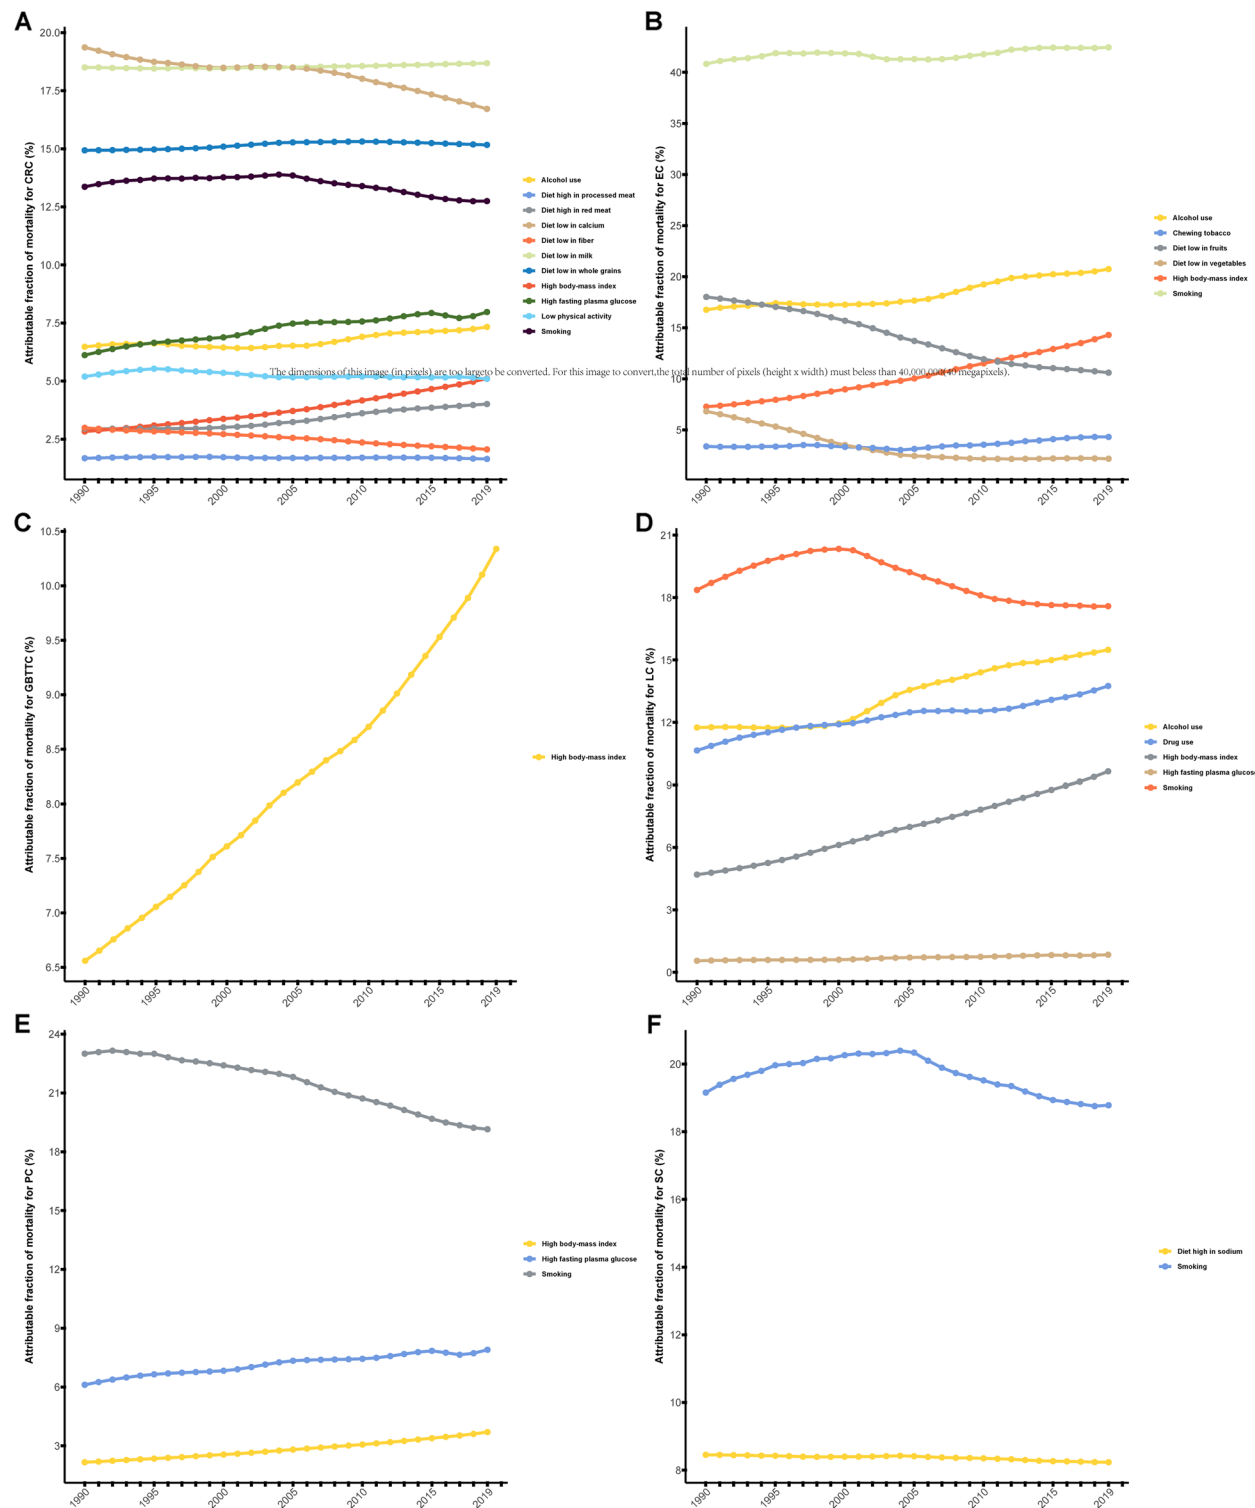 A
Attributable fraction of mortality for CRC (%)
20.0
17.5
15.0
12.5
10.0
7.5
5.0
2.5
1990
1995
2000
2005
2010
2015
2019
Alcohol use
Diet high in processed meat
Diet high in red meat
Diet low in calcium
Diet low in fiber
Diet low in milk
Diet low in whole grains
High body-mass index
High fasting plasma glucose
Low physical activity
Smoking
B
Attributable fraction of mortality for EC (%)
40
35
30
25
20
15
10
5
1990
1995
2000
2005
2010
2015
2019
Alcohol use
Chewing tobacco
Diet low in fruits
Diet low in vegetables
High body-mass index
Smoking
The dimensions of this image (in pixels) are too largeto be converted. For this image to convert,the total number of pixels (height x width) must beless than 40,000,000(40 megapixels).
C
Attributable fraction of mortality for GBTTC (%)
10.5
10.0
9.5
9.0
8.5
8.0
7.5
7.0
6.5
1990
1995
2000
2005
2010
2015
2019
High body-mass index
D
Attributable fraction of mortality for LC (%)
21
18
15
12
9
6
3
0
1990
1995
2000
2005
2010
2015
2019
Alcohol use
Drug use
High body-mass index
High fasting plasma glucose
Smoking
E
Attributable fraction of mortality for PC (%)
24
21
18
15
12
9
6
3
1990
1995
2000
2005
2010
2015
2019
High body-mass index
High fasting plasma glucose
Smoking
F
Attributable fraction of mortality for SC (%)
20
18
16
14
12
10
8
1990
1995
2000
2005
2010
2015
2019
Diet high in sodium
Smoking